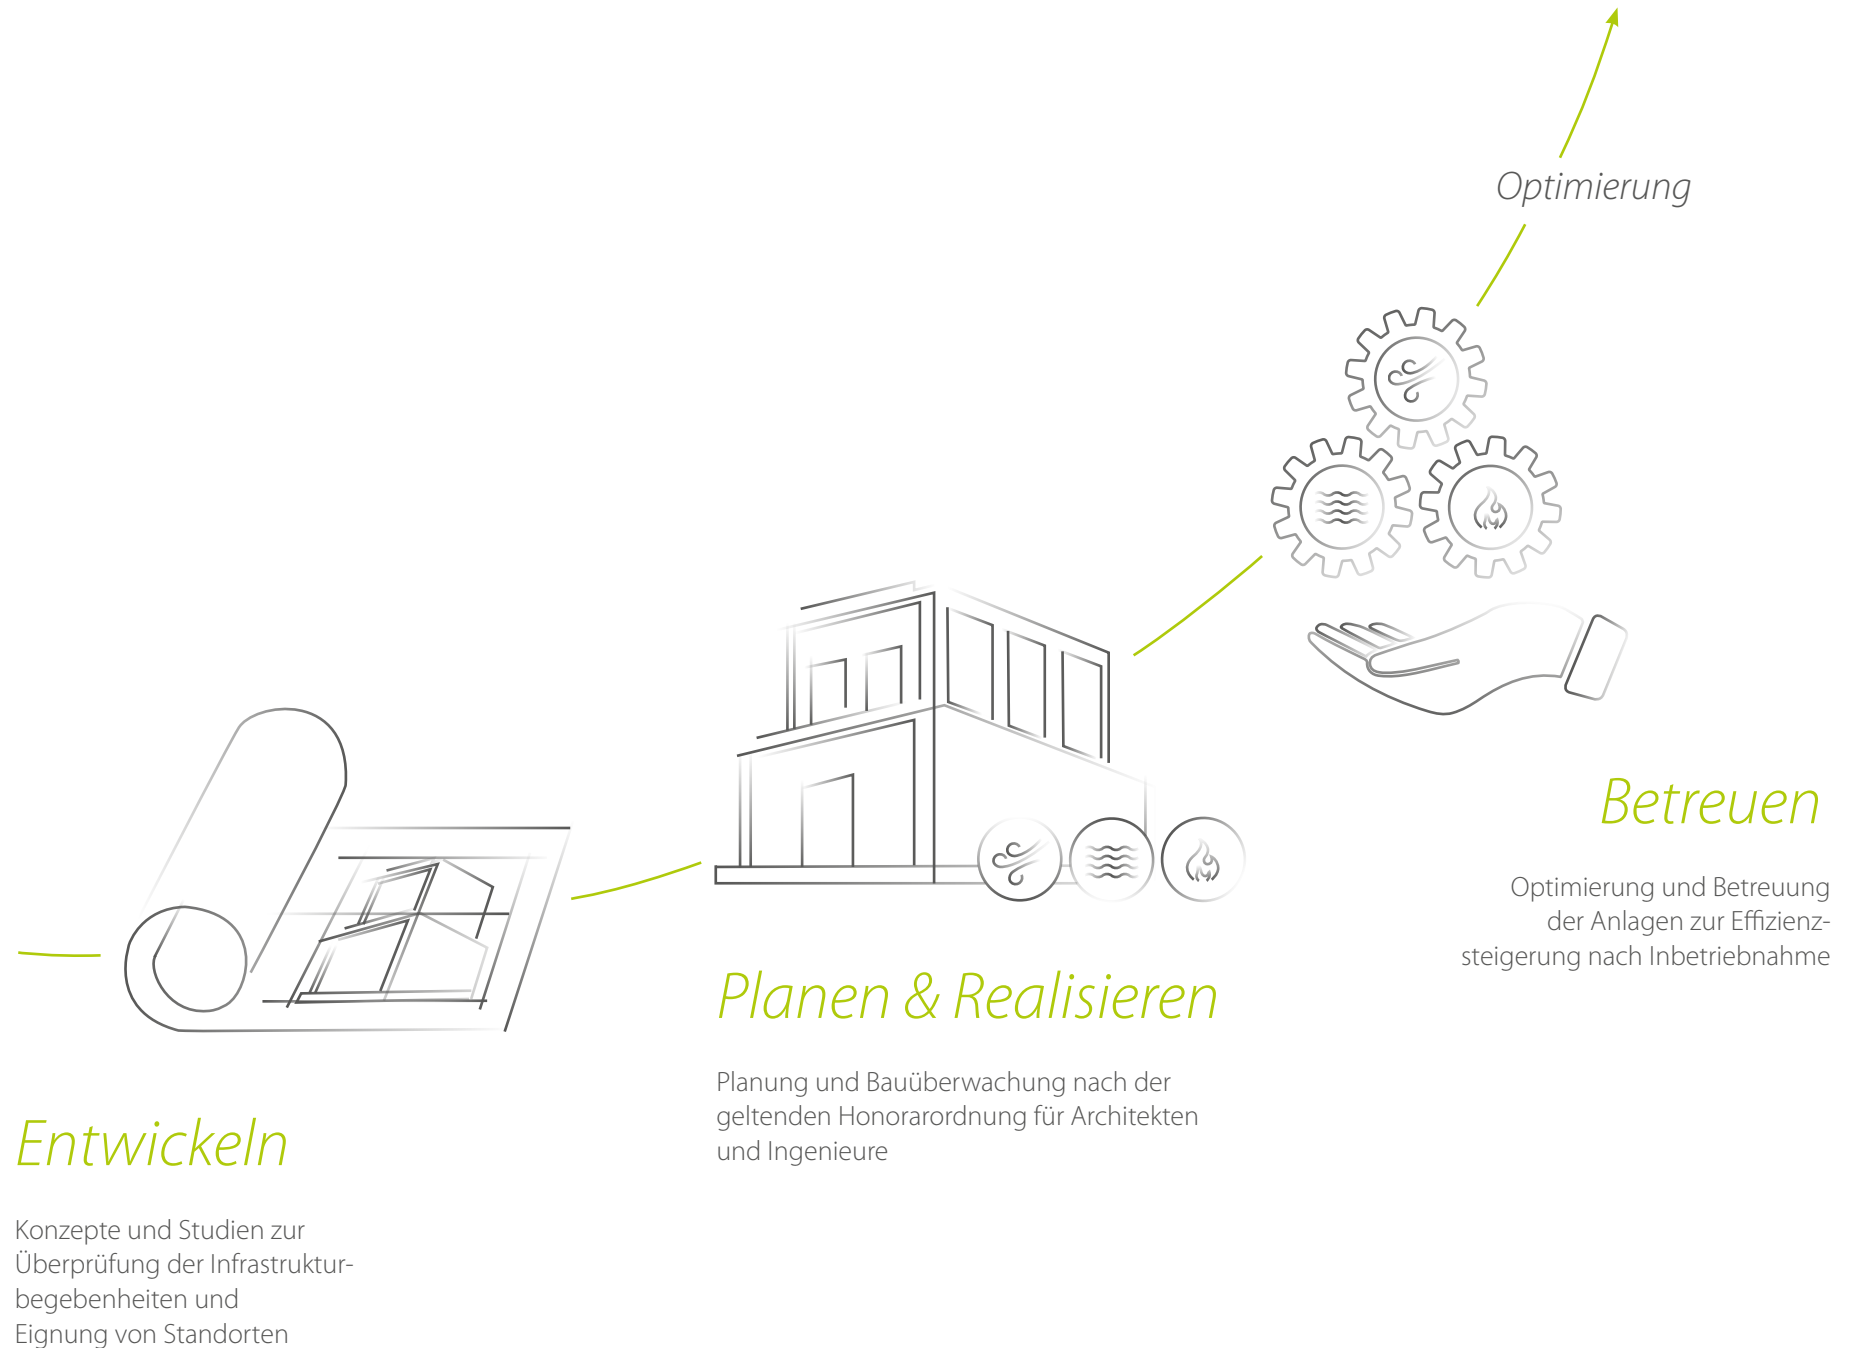 Optimierung
Entwickeln
Konzepte und Studien zur
Überprüfung der Infrastruktur-
begebenheiten und
Eignung von Standorten
Planen & Realisieren
Planung und Bauüberwachung nach der
geltenden Honorarordnung für Architekten
und Ingenieure
Betreuen
Optimierung und Betreuung
der Anlagen zur Effizienz-
steigerung nach Inbetriebnahme